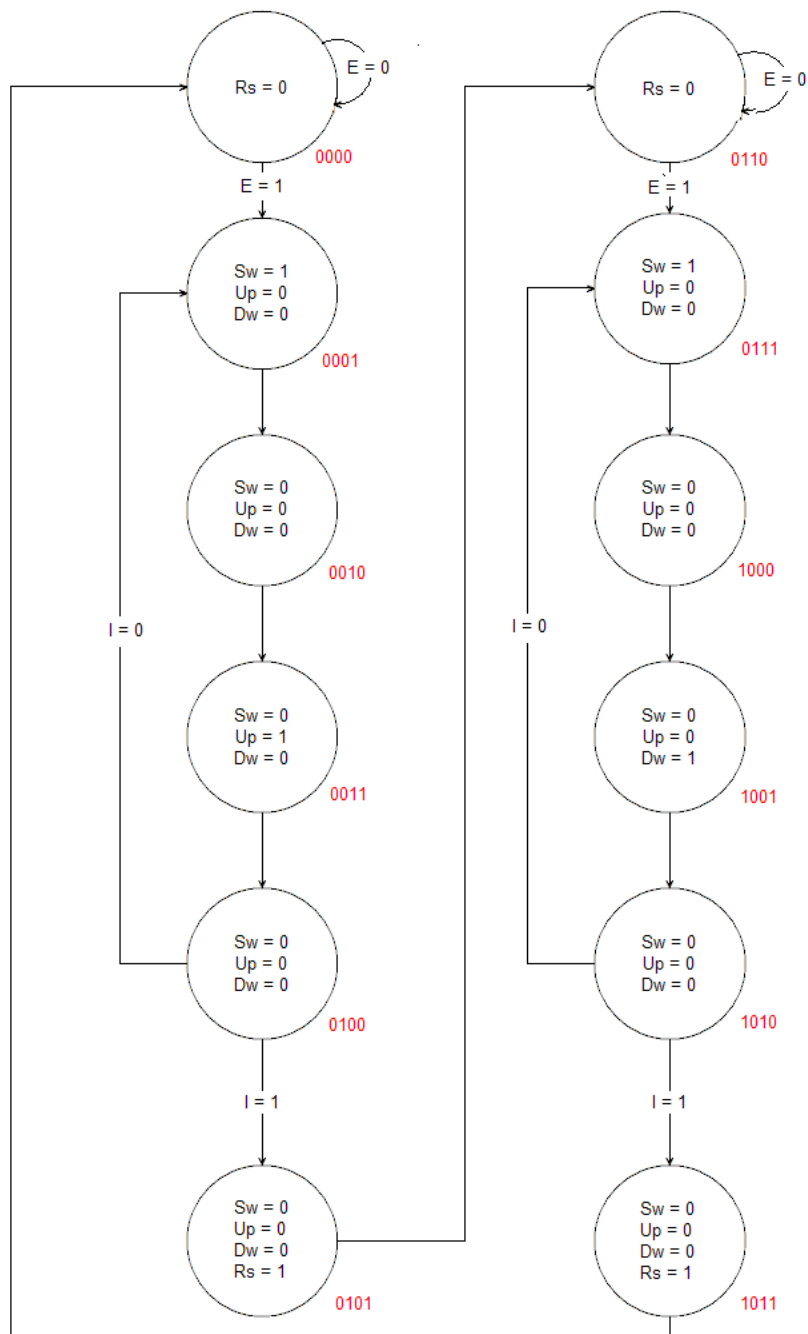 Rs = 0
E = 0
0000
E = 1
Sw = 1
Up = 0
Dw = 0
0001
Sw = 0
Up = 0
Dw = 0
0010
I = 0
Sw = 0
Up = 1
Dw = 0
0011
Sw = 0
Up = 0
Dw = 0
0100
I = 1
Sw = 0
Up = 0
Dw = 0
Rs = 1
0101
Rs = 0
E = 0
0110
E = 1
Sw = 1
Up = 0
Dw = 0
0111
Sw = 0
Up = 0
Dw = 0
1000
I = 0
Sw = 0
Up = 0
Dw = 1
1001
Sw = 0
Up = 0
Dw = 0
1010
I = 1
Sw = 0
Up = 0
Dw = 0
Rs = 1
1011